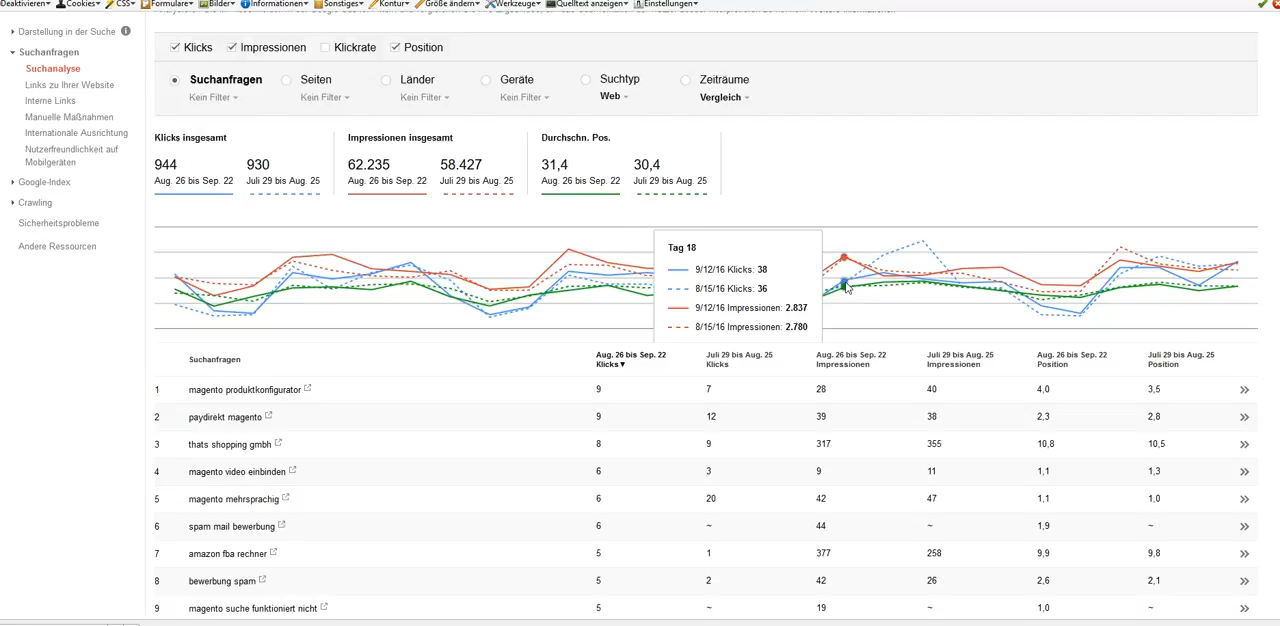 Deaktivieren Cookies CSS Formulare Bilder Informationen Sonstiges Kontur Größe ändern Werkzeuge Quelltext anzeigen Einstellungen
Darstellung in der Suche
Suchanfragen
Suchanalyse
Links zu Ihrer Website
Interne Links
Manuelle Maßnahmen
Internationale Ausrichtung
Nutzerfreundlichkeit auf
Mobilgeräten
Google-Index
Crawling
Sicherheitsprobleme
Andere Ressourcen
Klicks Impressionen Klickrate Position
Suchanfragen Seiten Länder Geräte Suchtyp Zeiträume
Kein Filter Kein Filter Kein Filter Kein Filter Web Vergleich
Klicks insgesamt Impressionen insgesamt Durchschn. Pos.
944 930 62.235 58.427 31,4 30,4
Aug. 26 bis Sep. 22 Juli 29 bis Aug. 25 Aug. 26 bis Sep. 22 Juli 29 bis Aug. 25 Aug. 26 bis Sep. 22 Juli 29 bis Aug. 25
Tag 18
9/12/16 Klicks: 38
8/15/16 Klicks: 36
9/12/16 Impressionen: 2.837
8/15/16 Impressionen: 2.780
Suchanfragen
Aug. 26 bis Sep. 22 Juli 29 bis Aug. 25 Aug. 26 bis Sep. 22 Juli 29 bis Aug. 25 Aug. 26 bis Sep. 22 Juli 29 bis Aug. 25
Klicks▼ Klicks Impressionen Impressionen Position Position
1 magento produktkonfigurator 9 7 28 40 4,0 3,5 »
2 paydirekt magento 9 12 39 38 2,3 2,8 »
3 thats shopping gmbh 8 9 317 355 10,8 10,5 »
4 magento video einbinden 6 3 9 11 1,1 1,3 »
5 magento mehrsprachig 6 20 42 47 1,1 1,0 »
6 spam mail bewerbung 6 ~ 44 ~ 1,9 ~ »
7 amazon fba rechner 5 1 377 258 9,9 9,8 »
8 bewerbung spam 5 2 42 26 2,6 2,1 »
9 magento suche funktioniert nicht 5 ~ 19 ~ 1,0 ~ »